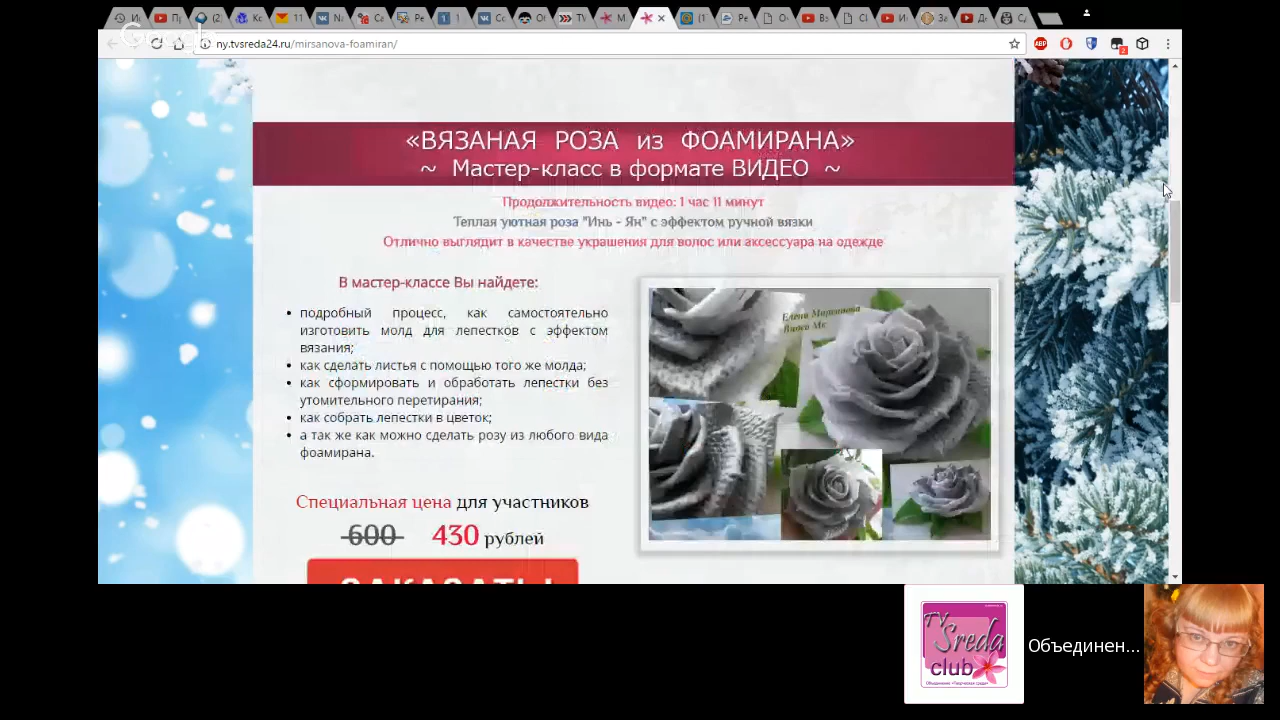 Google
ny.tvsreda24.ru/mirsanova-foamiran/
ABP
2
«ВЯЗАНАЯ РОЗА из ФОАМИРАНА»
~ Мастер-класс в формате ВИДЕО ~
Продолжительность видео: 1 час 11 минут
Теплая уютная роза "Инь - Ян" с эффектом ручной вязки
Отлично выглядит в качестве украшения для волос или аксессуара на одежде
В мастер-классе Вы найдете:
• подробный процесс, как самостоятельно
изготовить молд для лепестков с эффектом
вязания;
• как сделать листья с помощью того же молда;
• как сформировать и обработать лепестки без
утомительного перетирания;
• как собрать лепестки в цветок;
• а так же как можно сделать розу из любого вида
фоамирана.
Специальная цена для участников
600 430 рублей
ЗАКАЗАТЬ!
TV
Sreda
club
Объединен...